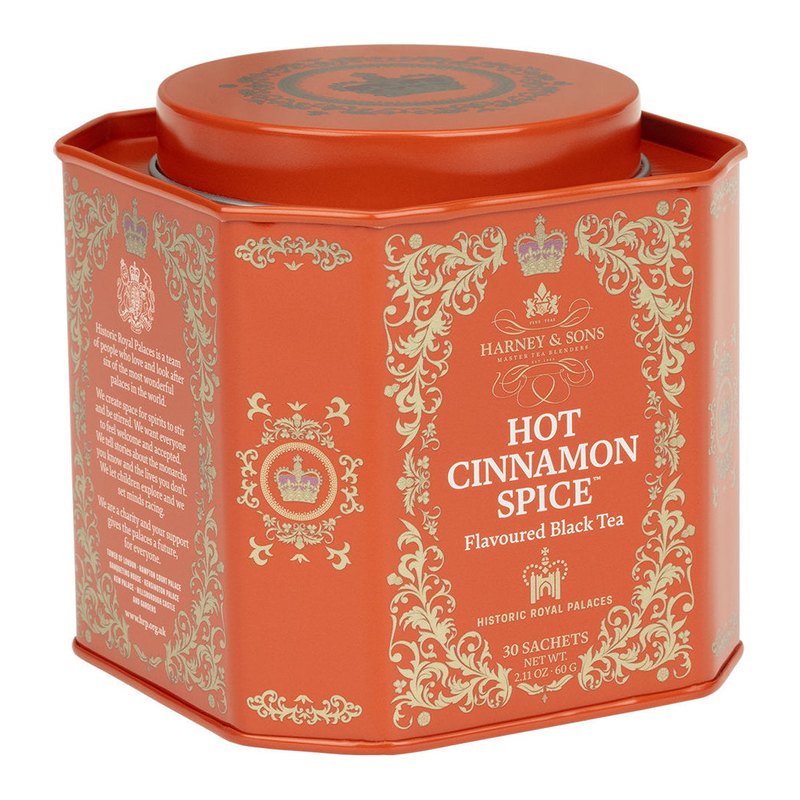 Historic Royal Palaces is a team
of people who love and look after
six of the most wonderful
palaces in the world.
We create space for spirits to stir
and be stirred. We want everyone
to feel welcome and accepted.
We tell stories about the monarchs
you know and the lives you don't.
We let children explore and we
set minds racing.
We are a charity and your support
gives the palaces a future,
for everyone.
TOWER OF LONDON · HAMPTON COURT PALACE
BANQUETING HOUSE · KENSINGTON PALACE
KEW PALACE · HILLSBOROUGH CASTLE
AND GARDENS
www.hrp.org.uk
HARNEY & SONS
MASTER TEA BLENDERS
HOT
CINNAMON
SPICE™
Flavoured Black Tea
HISTORIC ROYAL PALACES
30 SACHETS
NET WT.
2.11 OZ · 60 G